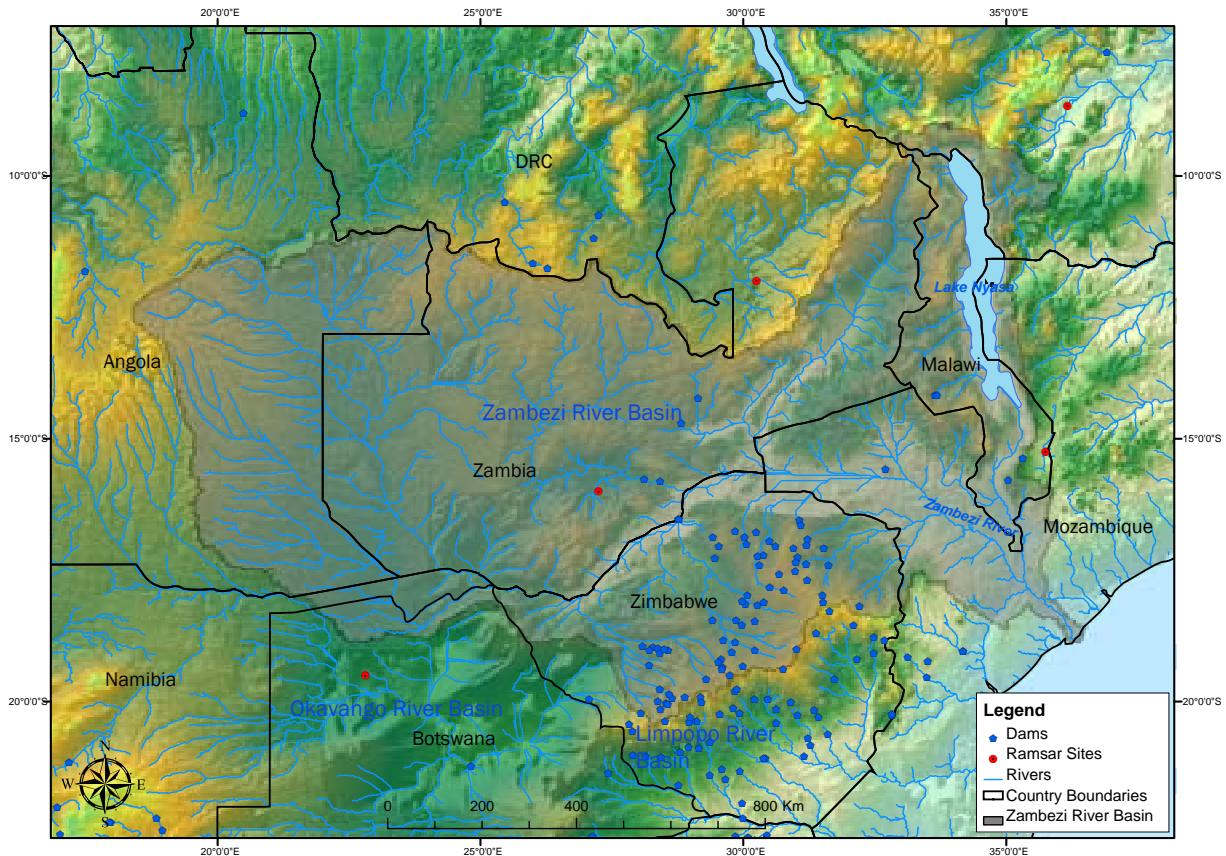 20°0'0"E
25°0'0"E
30°0'0"E
35°0'0"E
10°0'0"S
10°0'0"S
DRC
Lake Nyasa
Angola
Malawi
Zambezi River Basin
15°0'0"S
15°0'0"S
Zambia
Zambezi River
Mozambique
Zimbabwe
Namibia
20°0'0"S
20°0'0"S
Okavango River Basin
Botswana
Limpopo River
Basin
Legend
Dams
Ramsar Sites
Rivers
Country Boundaries
Zambezi River Basin
N
W
E
S
0
200
400
800 Km
20°0'0"E
25°0'0"E
30°0'0"E
35°0'0"E